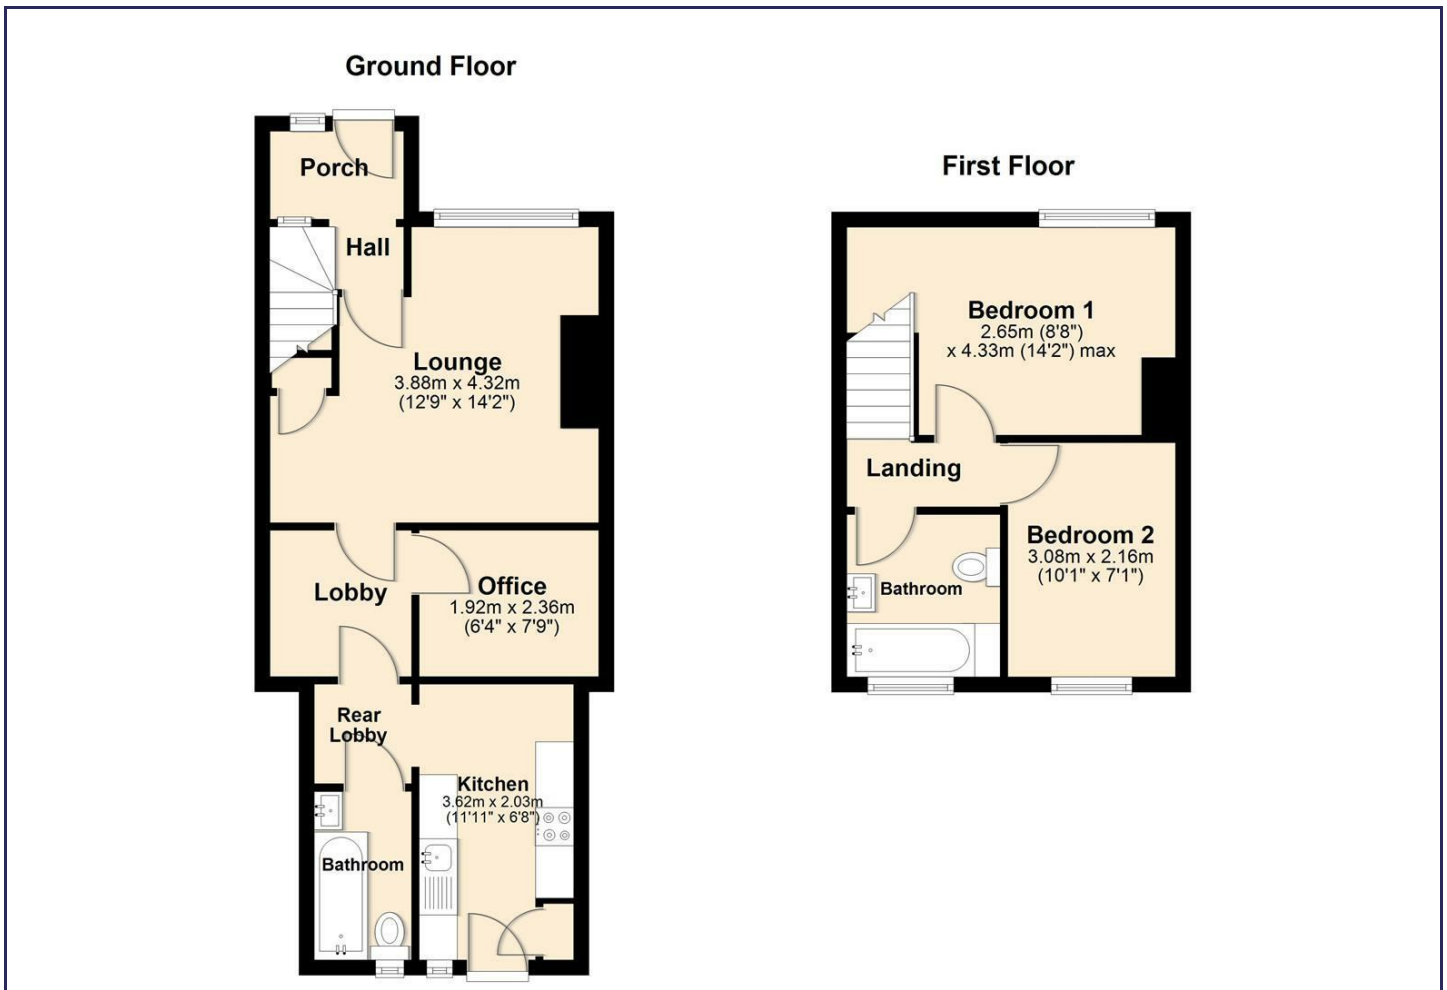 Ground Floor
Porch
Hall
Lounge
3.88m x 4.32m
(12'9" x 14'2")
Lobby
Office
1.92m x 2.36m
(6'4" x 7'9")
Rear
Lobby
Kitchen
3.62m x 2.03m
(11'11" x 6'8")
Bathroom
First Floor
Bedroom 1
2.65m (8'8")
x 4.33m (14'2") max
Landing
Bedroom 2
3.08m x 2.16m
(10'1" x 7'1")
Bathroom